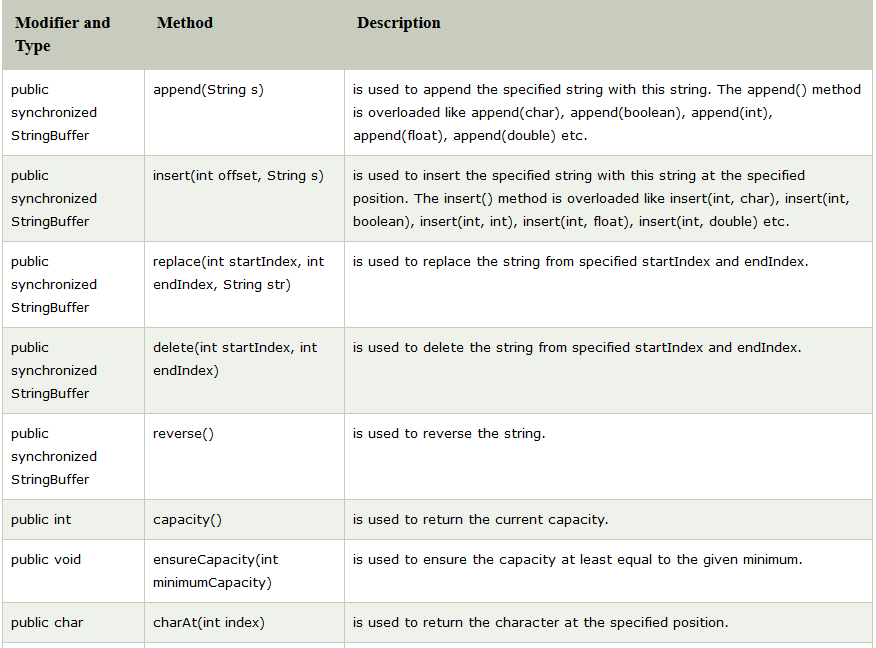 Modifier and Type
Method
Description
public synchronized StringBuffer
append(String s)
is used to append the specified string with this string. The append() method
is overloaded like append(char), append(boolean), append(int),
append(float), append(double) etc.
public synchronized StringBuffer
insert(int offset, String s)
is used to insert the specified string with this string at the specified
position. The insert() method is overloaded like insert(int, char), insert(int,
boolean), insert(int, int), insert(int, float), insert(int, double) etc.
public synchronized StringBuffer
replace(int startIndex, int
endIndex, String str)
is used to replace the string from specified startIndex and endIndex.
public synchronized StringBuffer
delete(int startIndex, int
endIndex)
is used to delete the string from specified startIndex and endIndex.
public synchronized StringBuffer
reverse()
is used to reverse the string.
public int
capacity()
is used to return the current capacity.
public void
ensureCapacity(int
minimumCapacity)
is used to ensure the capacity at least equal to the given minimum.
public char
charAt(int index)
is used to return the character at the specified position.